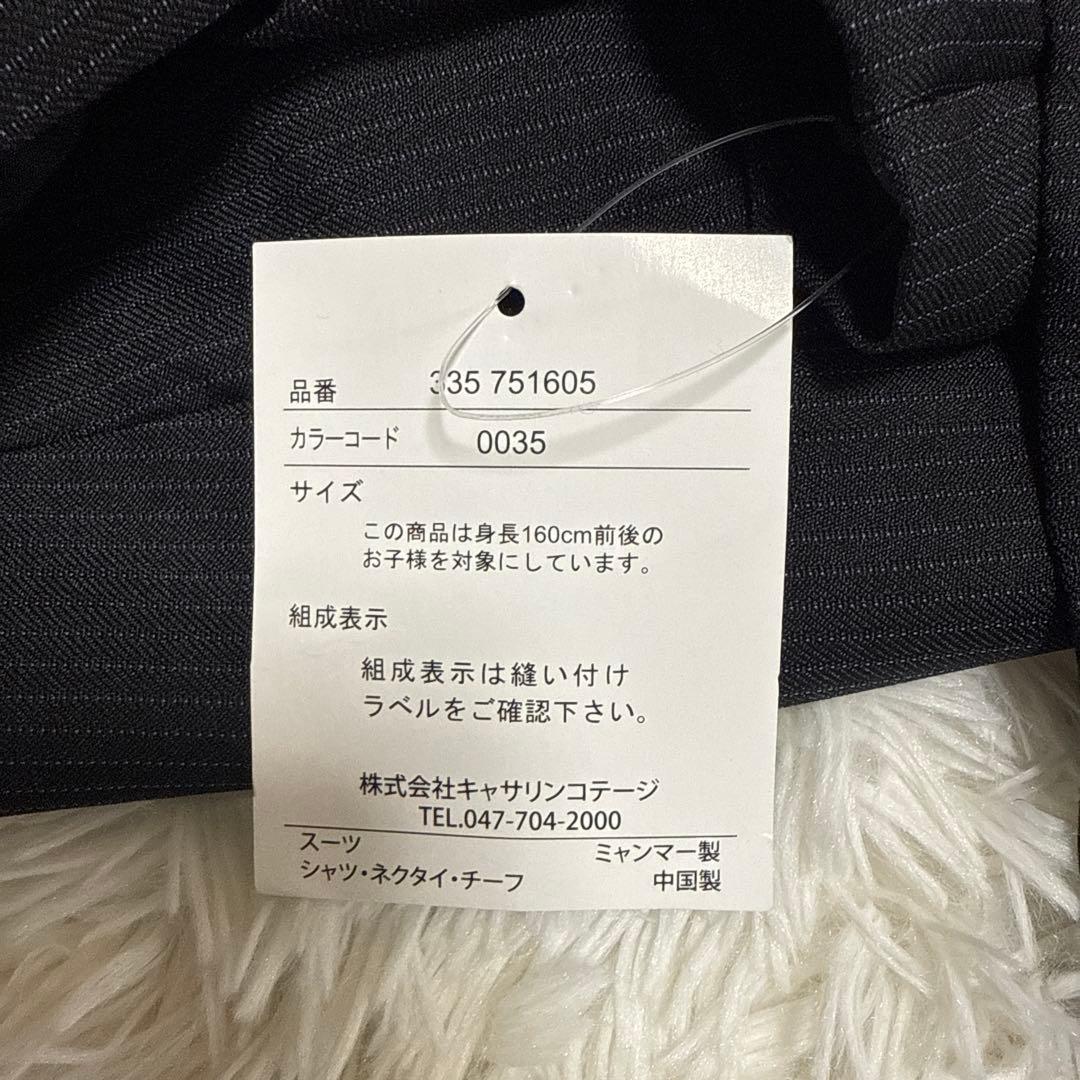 品番 335 751605
カラーコード 0035
サイズ
この商品は身長160cm前後の
お子様を対象にしています。
組成表示
組成表示は縫い付け
ラベルをご確認下さい。
株式会社キャサリンコテージ
TEL.047-704-2000
スーツ ミャンマー製
シャツ・ネクタイ・チーフ 中国製